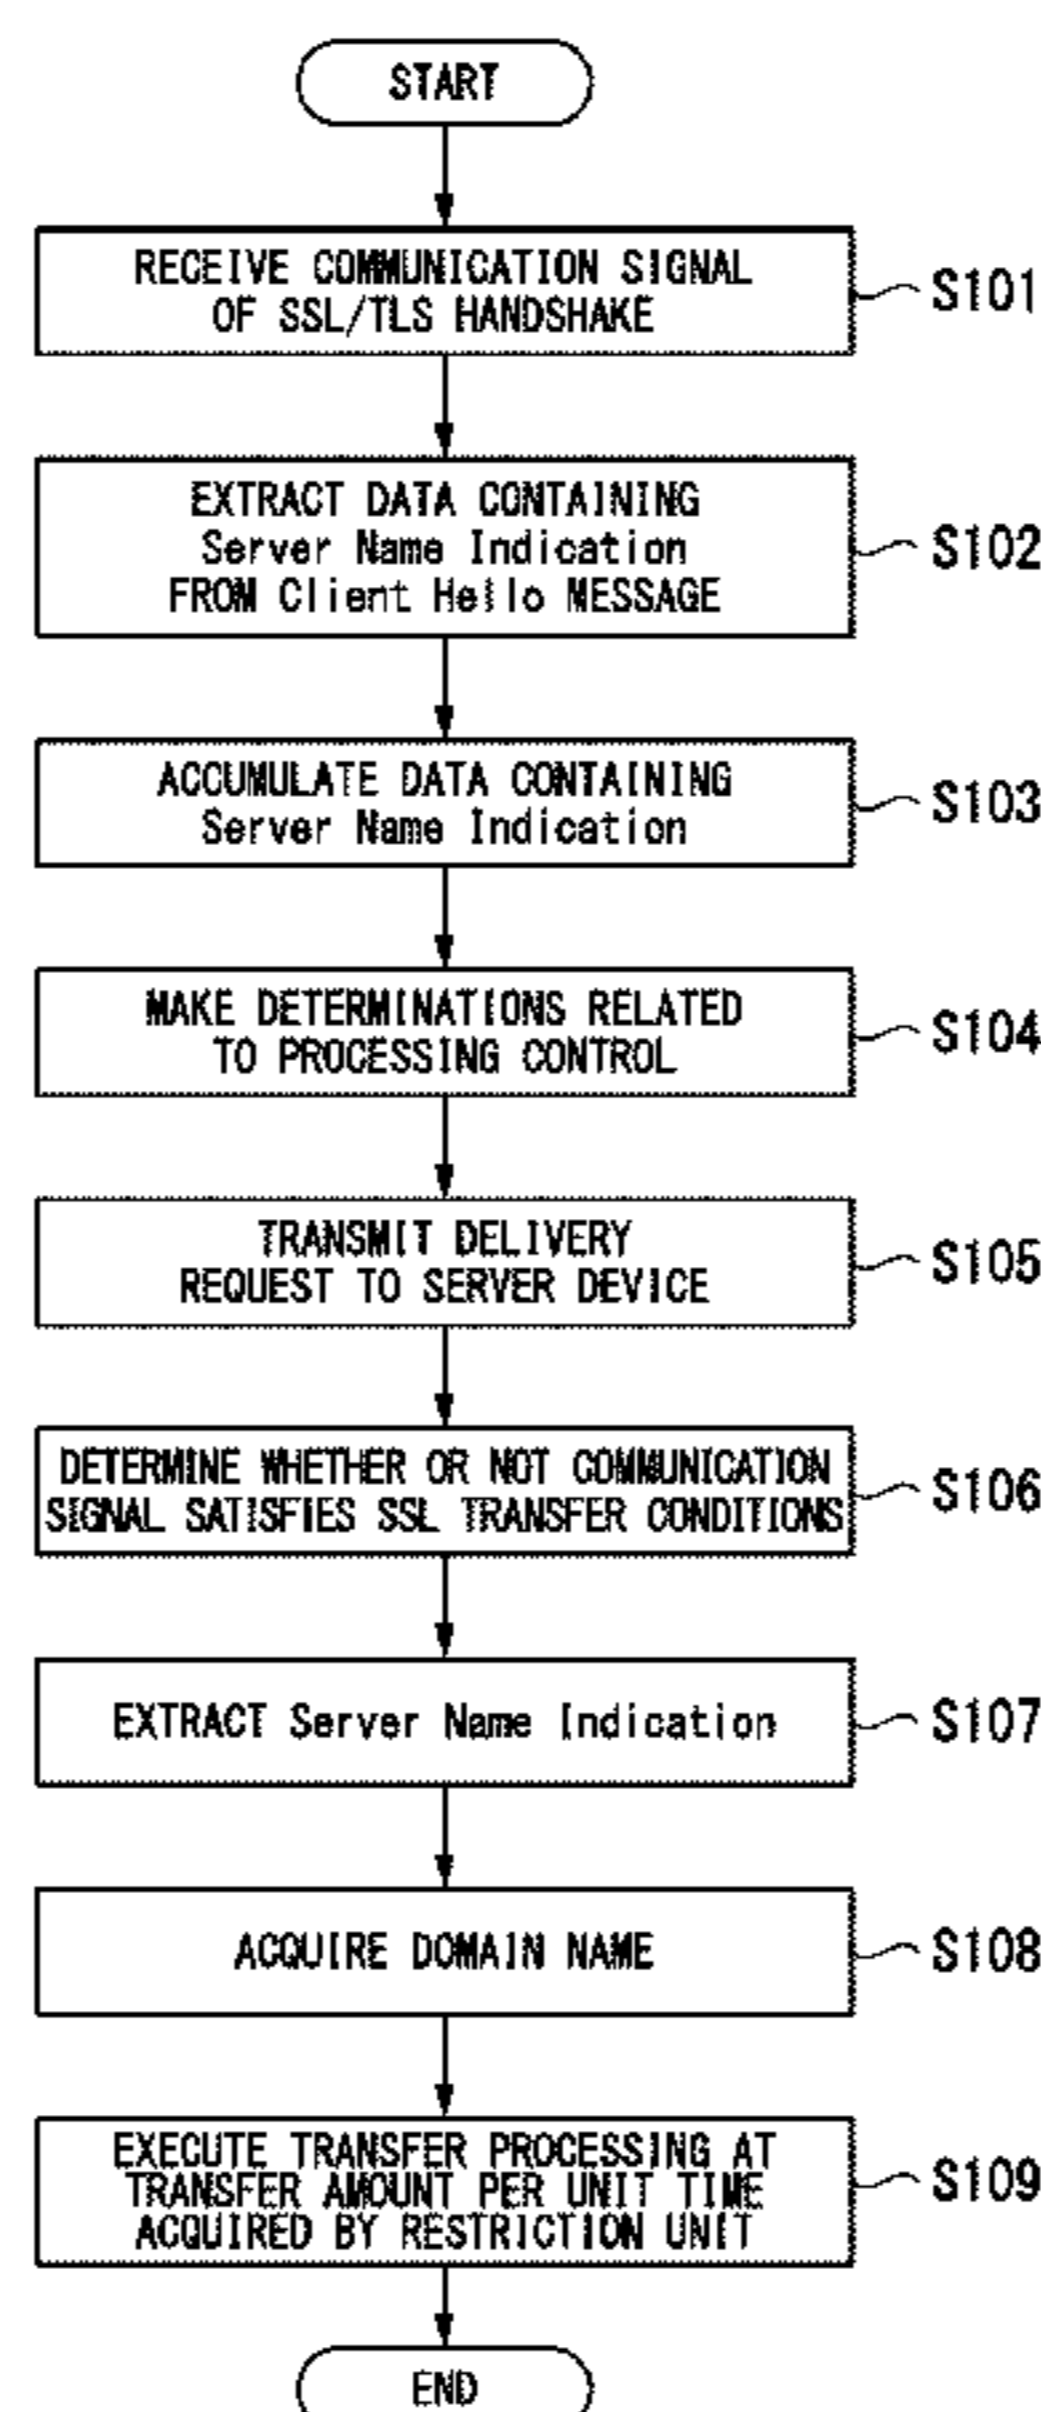 START
RECEIVE COMMUNICATION SIGNAL
OF SSL/TLS HANDSHAKE
S101
EXTRACT DATA CONTAINING
Server Name Indication
FROM Client Hello MESSAGE
S102
ACCUMULATE DATA CONTAINING
Server Name Indication
S103
MAKE DETERMINATIONS RELATED
TO PROCESSING CONTROL
S104
TRANSMIT DELIVERY
REQUEST TO SERVER DEVICE
S105
DETERMINE WHETHER OR NOT COMMUNICATION
SIGNAL SATISFIES SSL TRANSFER CONDITIONS
S106
EXTRACT Server Name Indication
S107
ACQUIRE DOMAIN NAME
S108
EXECUTE TRANSFER PROCESSING AT
TRANSFER AMOUNT PER UNIT TIME
ACQUIRED BY RESTRICTION UNIT
S109
END